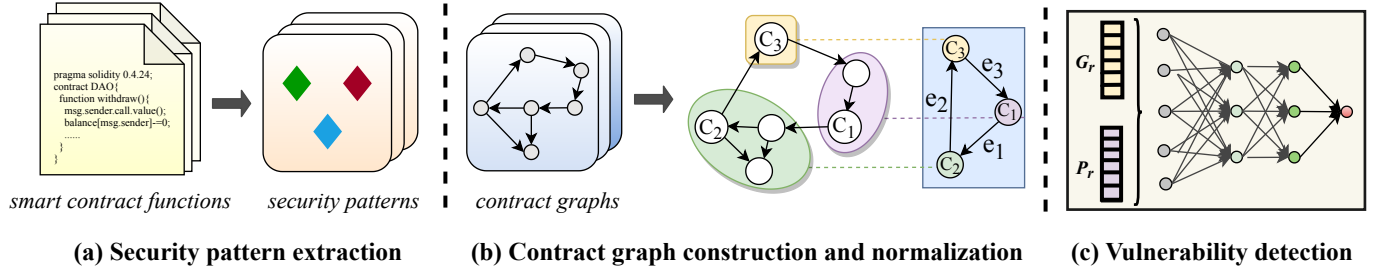 pragma solidity 0.4.24;
contract DAO{
function withdraw(){
msg.sender.call.value();
balance[msg.sender]-=0;
......
}
}
smart contract functions
security patterns
(a) Security pattern extraction
contract graphs
C3
C2
C1
C3
e3
e2
C1
e1
C2
(b) Contract graph construction and normalization
Gr
Pr
(c) Vulnerability detection